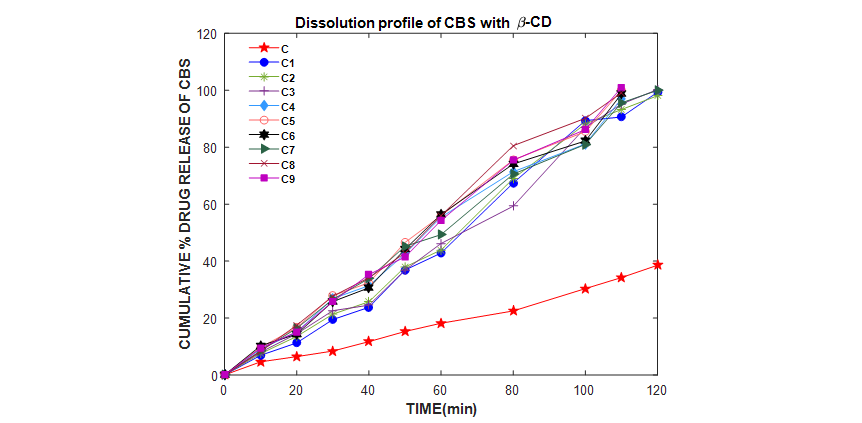 Dissolution profile of CBS with β-CD
120
100
80
60
40
20
0
CUMULATIVE % DRUG RELEASE OF CBS
C
C1
C2
C3
C4
C5
C6
C7
C8
C9
0 20 40 60 80 100 120
TIME(min)